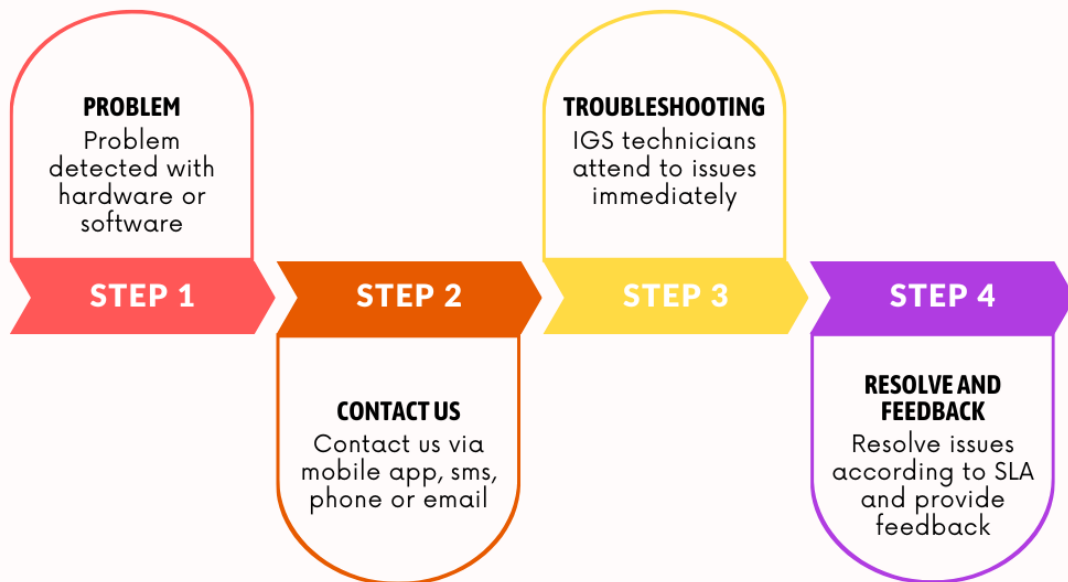 PROBLEM
Problem
detected with
hardware or
software
STEP 1
STEP 2
CONTACT US
Contact us via
mobile app, sms,
phone or email
TROUBLESHOOTING
IGS technicians
attend to issues
immediately
STEP 3
STEP 4
RESOLVE AND
FEEDBACK
Resolve issues
according to SLA
and provide
feedback